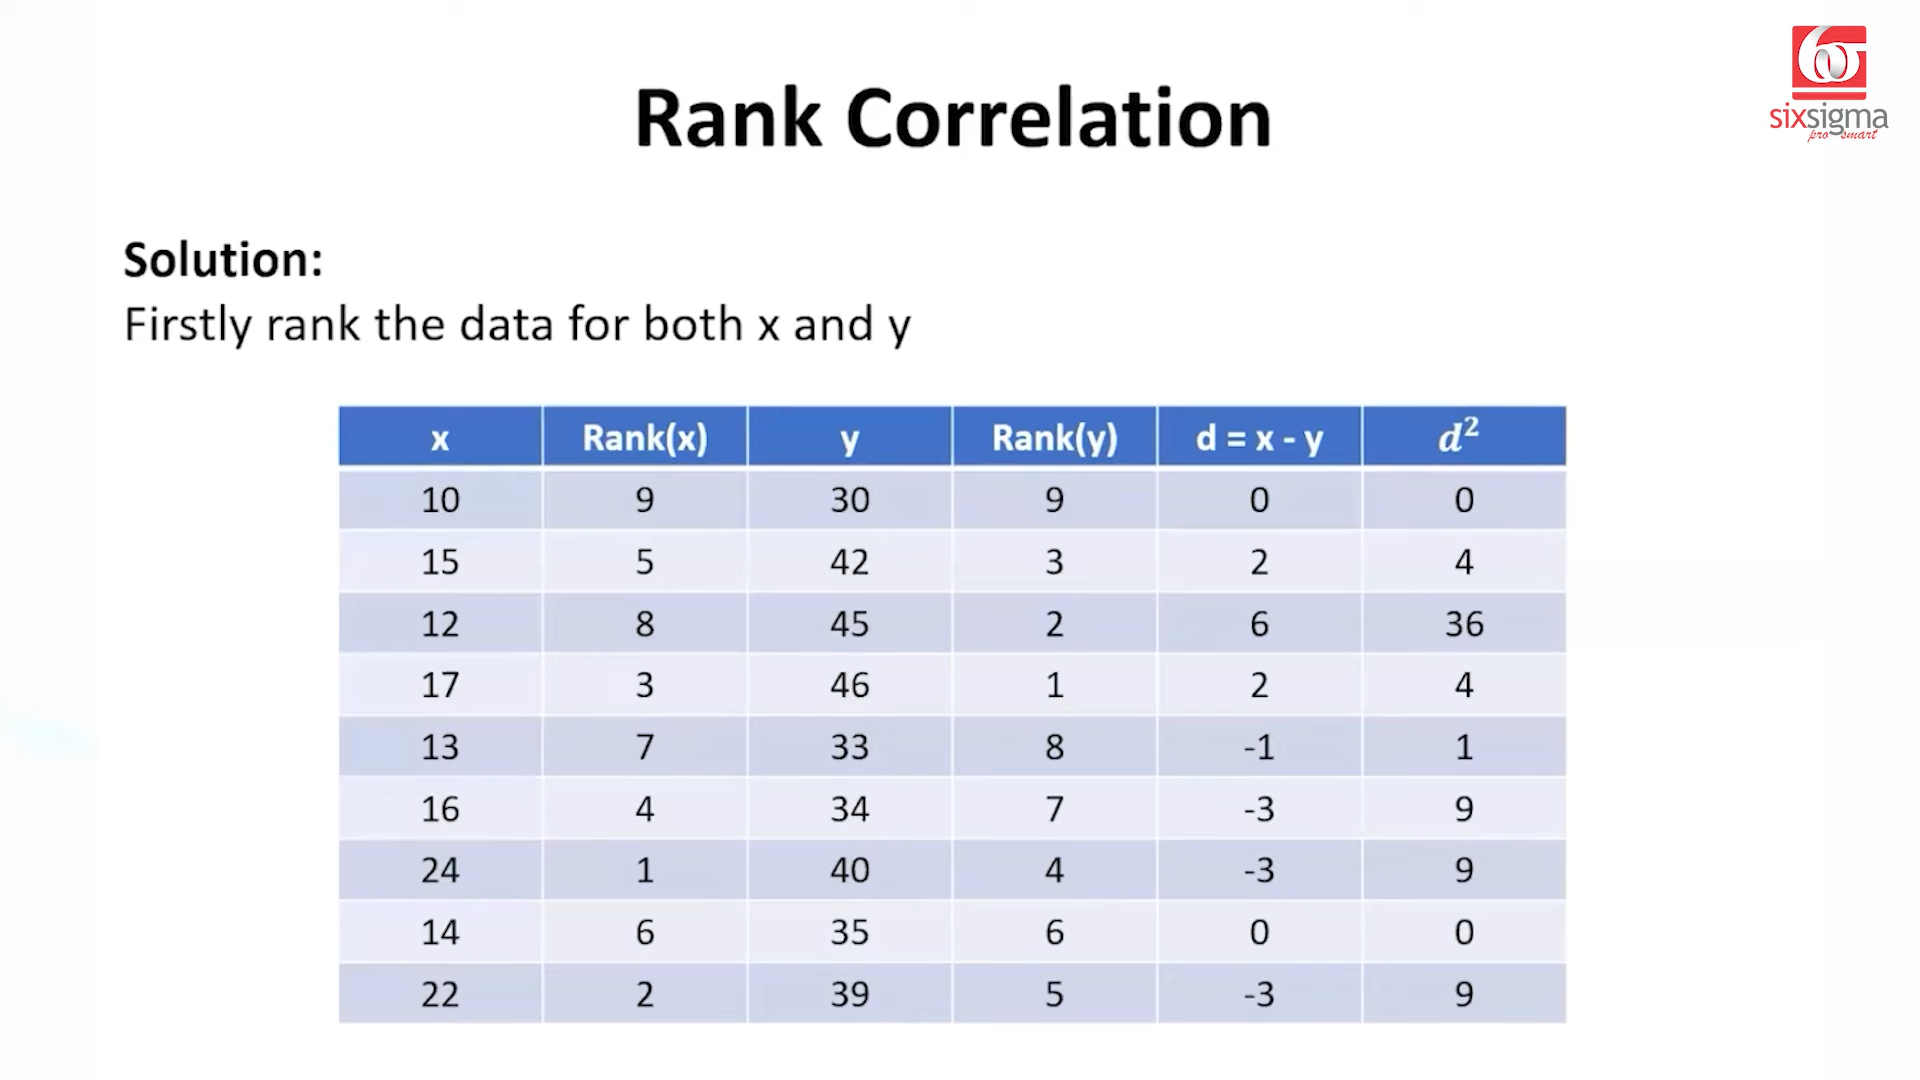 6σ
sixsigma
pro smart
Rank Correlation
Solution:
Firstly rank the data for both x and y
x Rank(x) y Rank(y) d = x - y d²
10 9 30 9 0 0
15 5 42 3 2 4
12 8 45 2 6 36
17 3 46 1 2 4
13 7 33 8 -1 1
16 4 34 7 -3 9
24 1 40 4 -3 9
14 6 35 6 0 0
22 2 39 5 -3 9